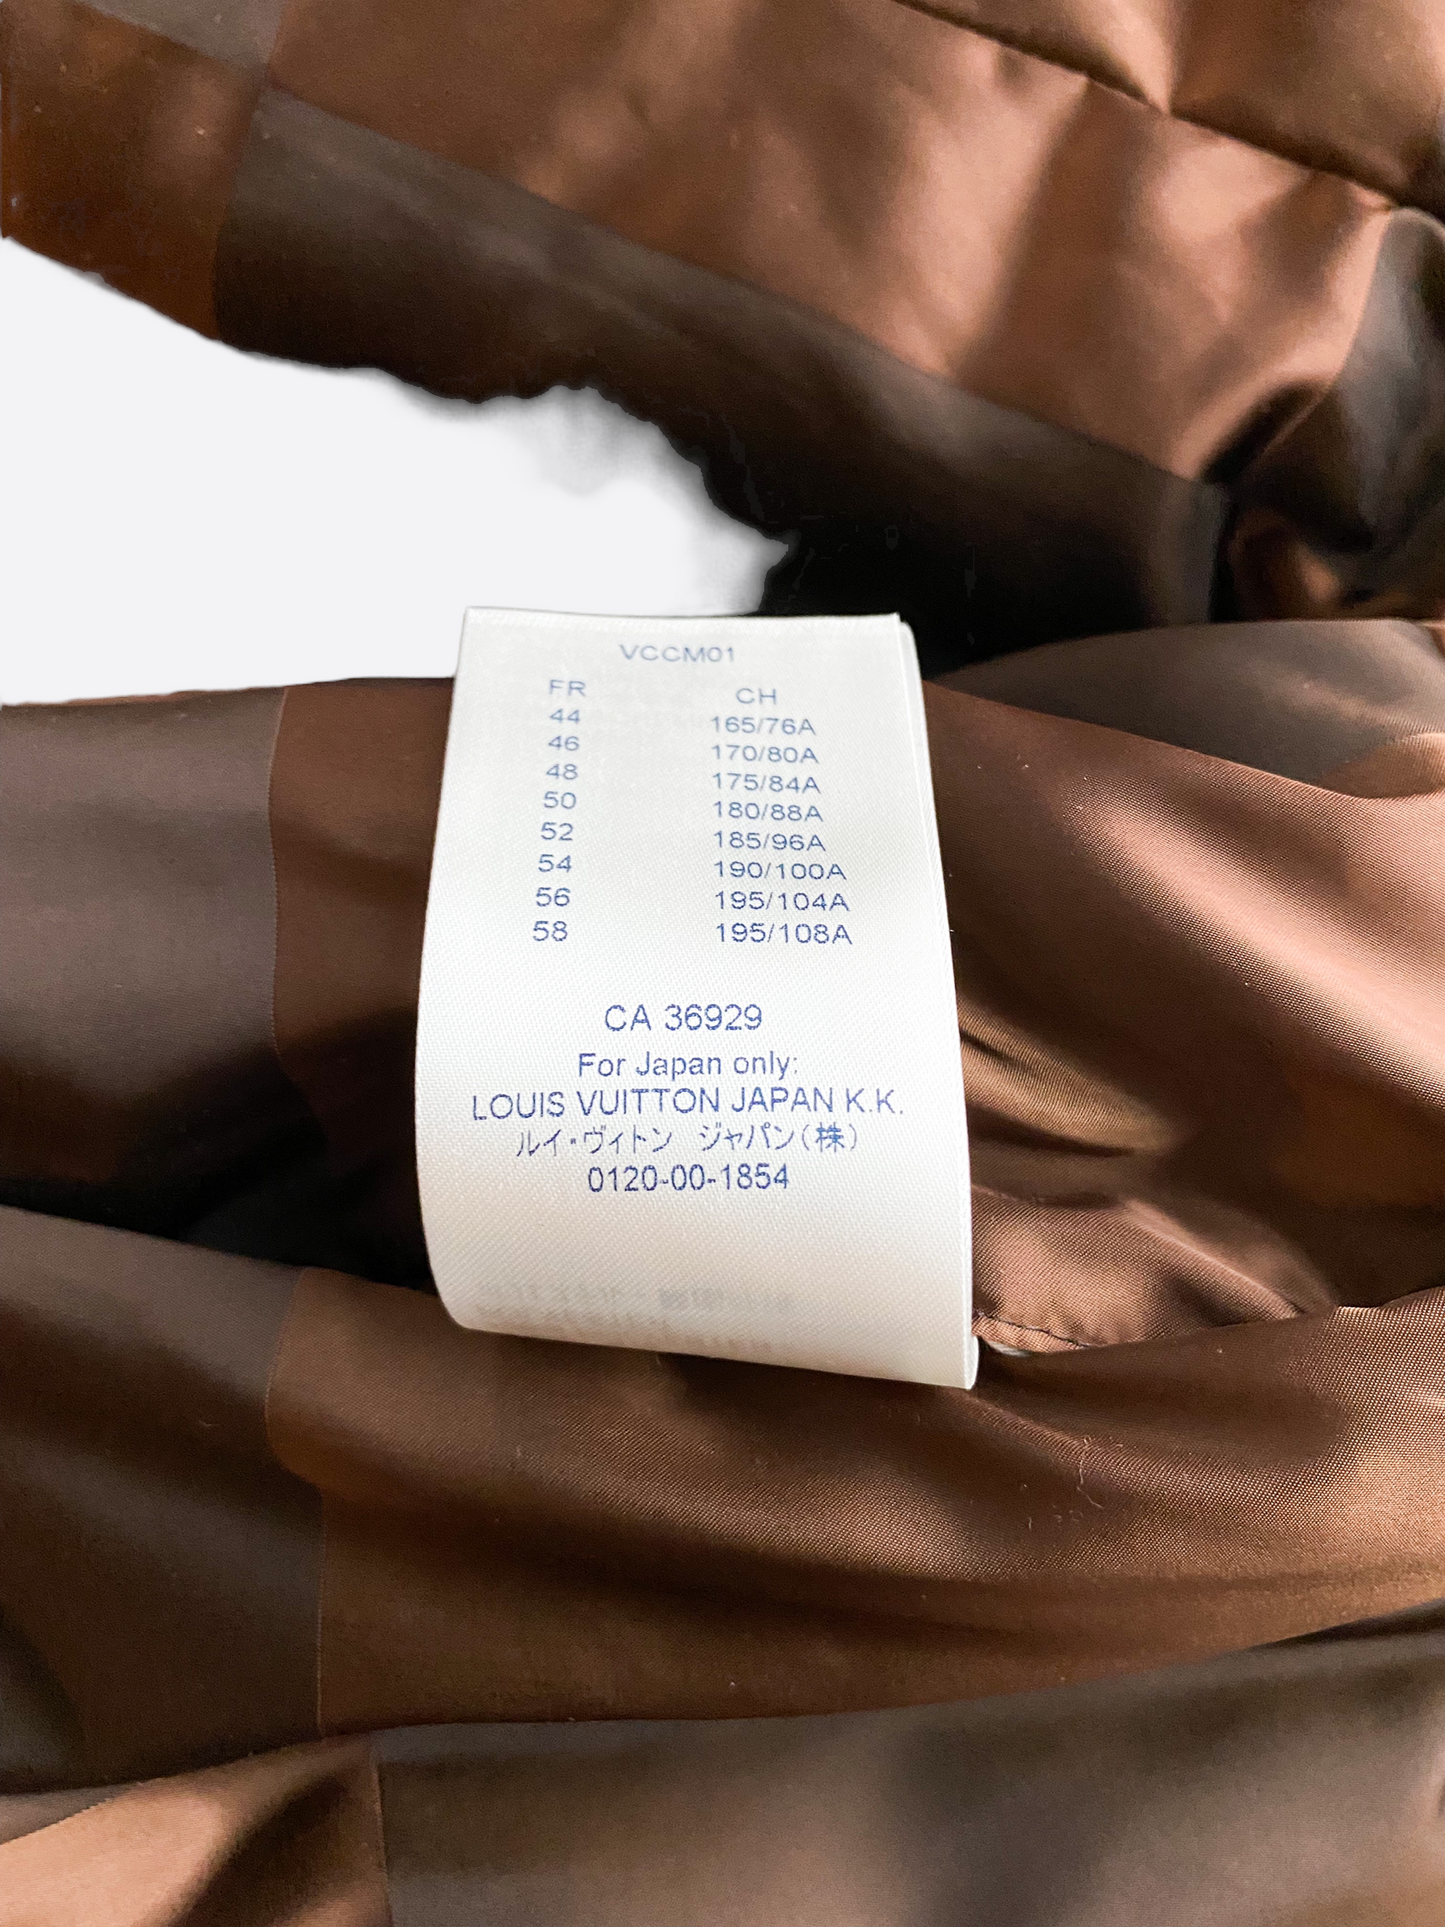 VCCM01
FR CH
44 165/76A
46 170/80A
48 175/84A
50 180/88A
52 185/96A
54 190/100A
56 195/104A
58 195/108A
CA 36929
For Japan only:
LOUIS VUITTON JAPAN K.K.
ルイ・ヴィトン ジャパン(株)
0120-00-1854